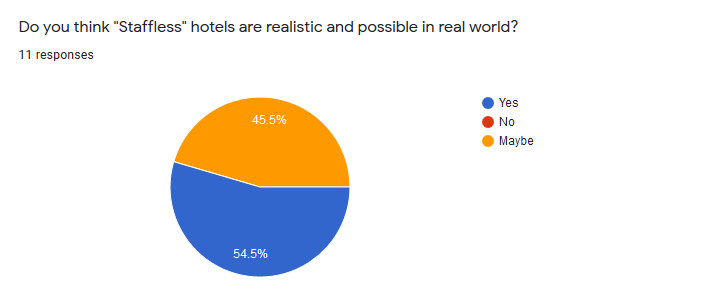 Do you think "Staffless" hotels are realistic and possible in real world?
11 responses
45.5%
54.5%
Yes
No
Maybe